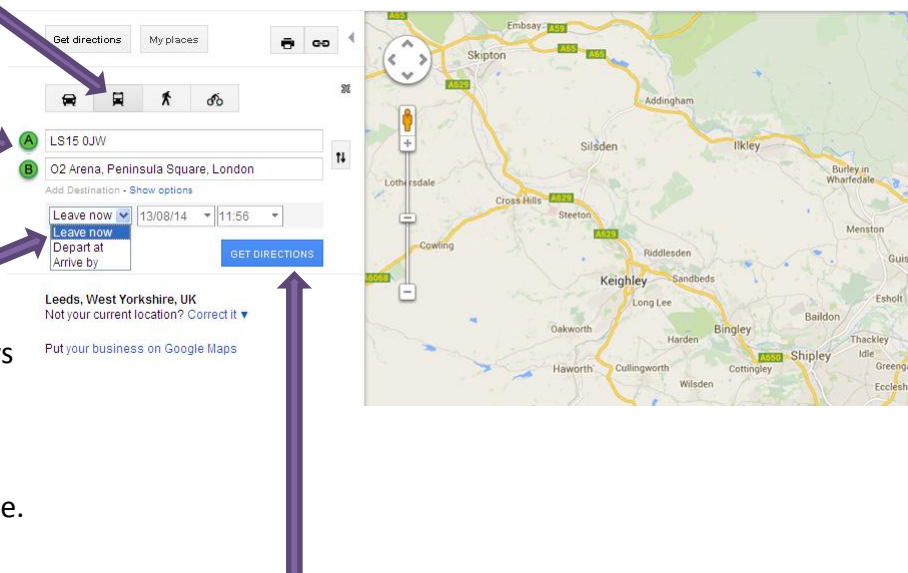 Get directions
My places
A LS15 0JW
B O2 Arena, Peninsula Square, London
Add Destination - Show options
Leave now 13/08/14 11:56
Leave now
Depart at
Arrive by
GET DIRECTIONS
Leeds, West Yorkshire, UK
Not your current location? Correct it ▼
Put your business on Google Maps
s
e.
A65
Embsay
A59
Skipton
A65
A65
A629
Addingham
Silsden
Ilkley
Burley in
Wharfedale
Lothersdale
Cross Hills
A629
Steeton
Menston
A629
Cowling
Riddlesden
Guis
A6068
Keighley
Sandbeds
Long Lee
Esholt
Baildon
Oakworth
Bingley
Harden
Thackley
A650
Shipley
Idle
Haworth
Cullingworth
Cottingley
Greenga
Wilsden
Ecclesh